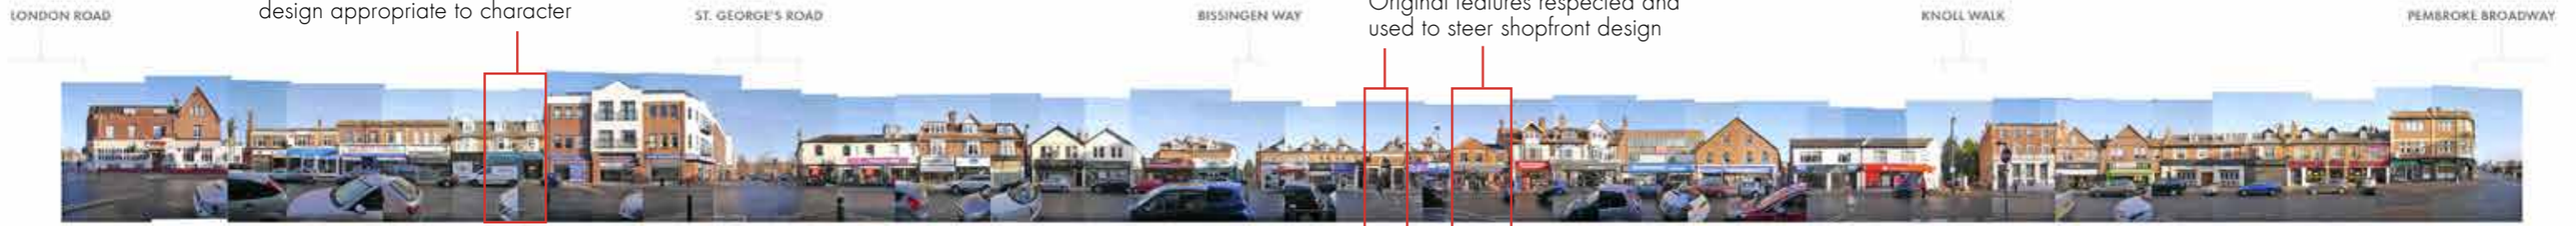 LONDON ROAD
design appropriate to character
ST. GEORGE'S ROAD
BISSINGEN WAY
Original features respected and
used to steer shopfront design
KNOLL WALK
PEMBROKE BROADWAY